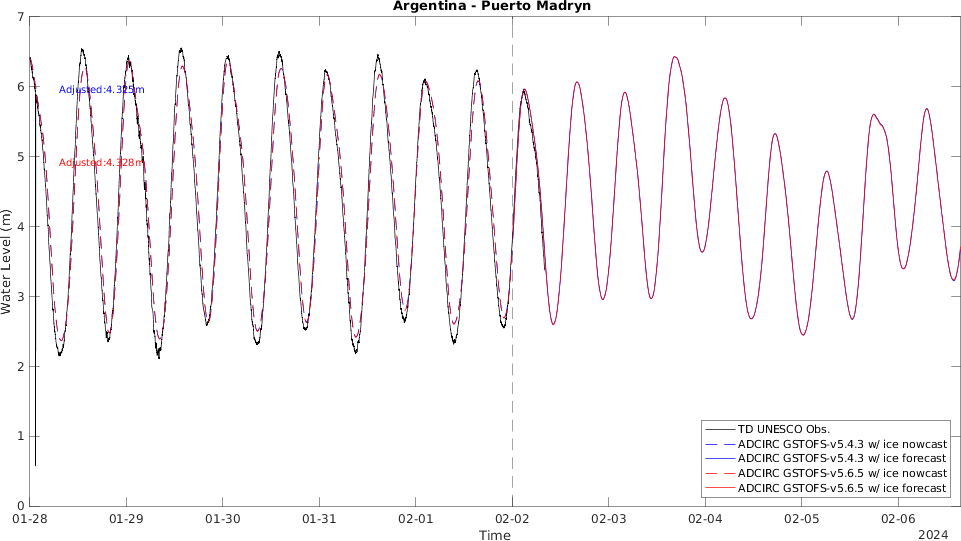 Argentina - Puerto Madryn
7
6
5
4
3
2
1
0
Water Level (m)
Adjusted:4.325m
Adjusted:4.328m
TD UNESCO Obs.
ADCIRC GSTOFS-v5.4.3 w/ ice nowcast
ADCIRC GSTOFS-v5.4.3 w/ ice forecast
ADCIRC GSTOFS-v5.6.5 w/ ice nowcast
ADCIRC GSTOFS-v5.6.5 w/ ice forecast
01-28 01-29 01-30 01-31 02-01 02-02 02-03 02-04 02-05 02-06
Time
2024